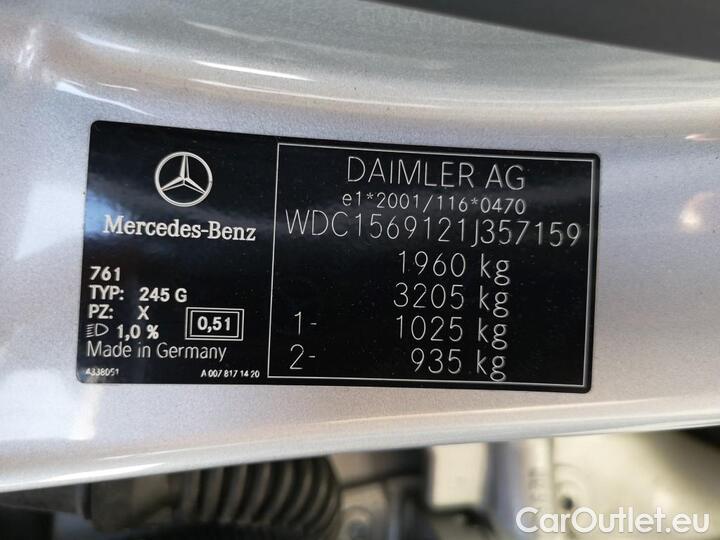 Mercedes-Benz
761
TYP: 245 G
PZ: X
1,0 %
0,51
Made in Germany
4338051
A 007 817 14 20
DAIMLER AG
e1*2001/116*0470
WDC1569121J357159
1960 kg
3205 kg
1- 1025 kg
2- 935 kg
CarOutlet.eu